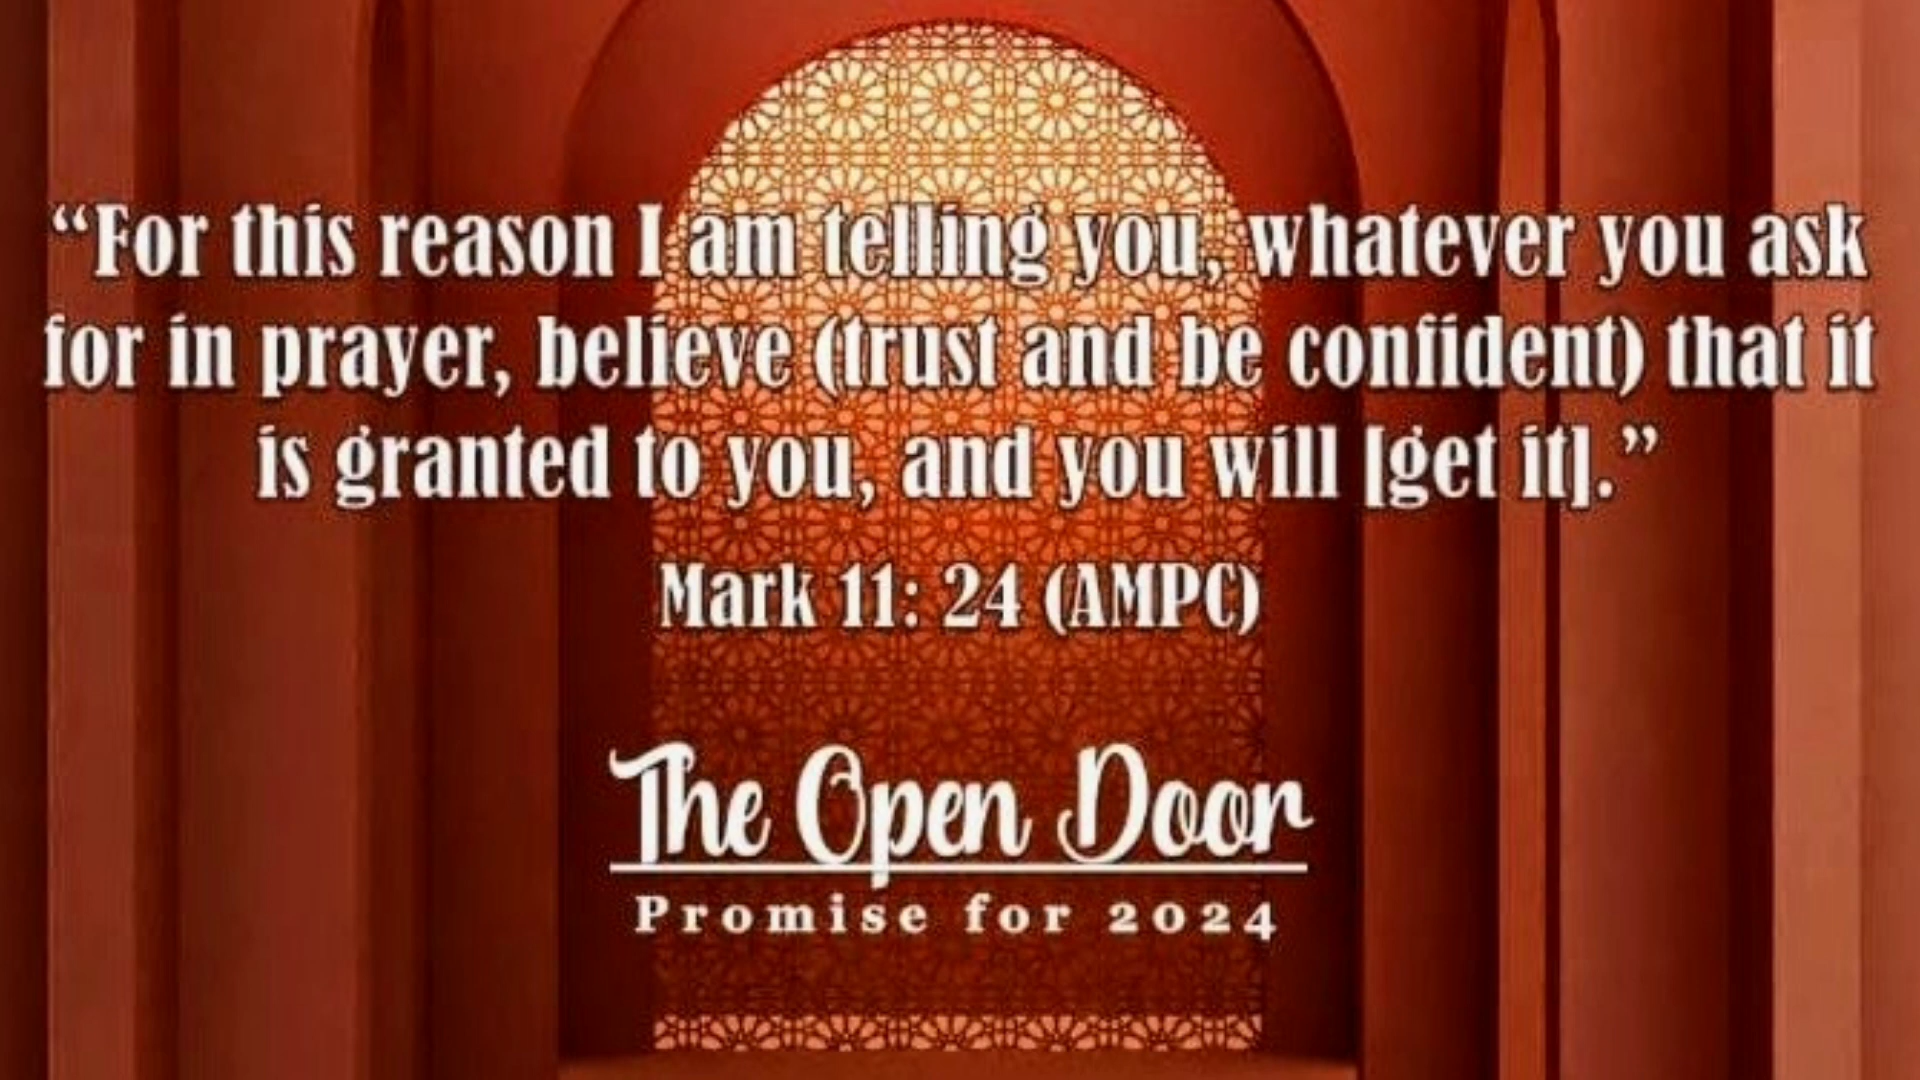 “For this reason I am telling you, whatever you ask
for in prayer, believe (trust and be confident) that it
is granted to you, and you will [get it].”
Mark 11: 24 (AMPC)
The Open Door
Promise for 2024